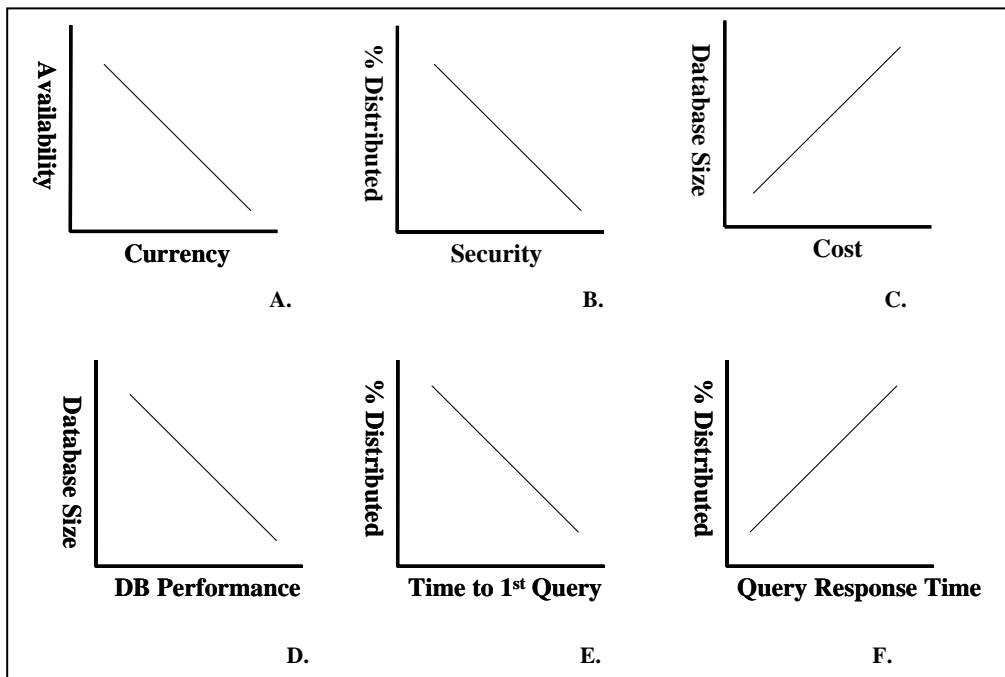 Availability
Currency
A.
% Distributed
Security
B.
Database Size
Cost
C.
Database Size
DB Performance
D.
% Distributed
Time to 1st Query
E.
% Distributed
Query Response Time
F.